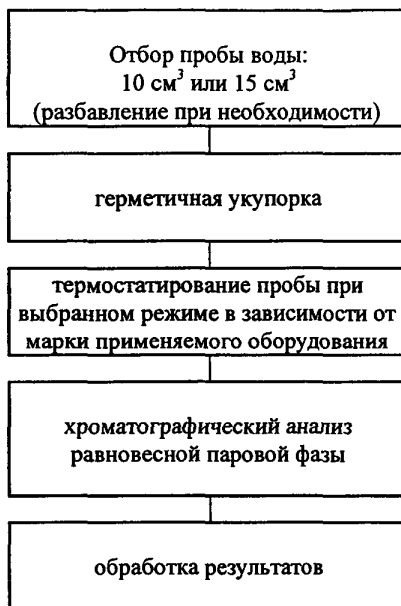 Отбор пробы воды:
10 см³ или 15 см³
(разбавление при необходимости)
герметичная укупорка
термостатирование пробы при
выбранном режиме в зависимости от
марки применяемого оборудования
хроматографический анализ
равновесной паровой фазы
обработка результатов